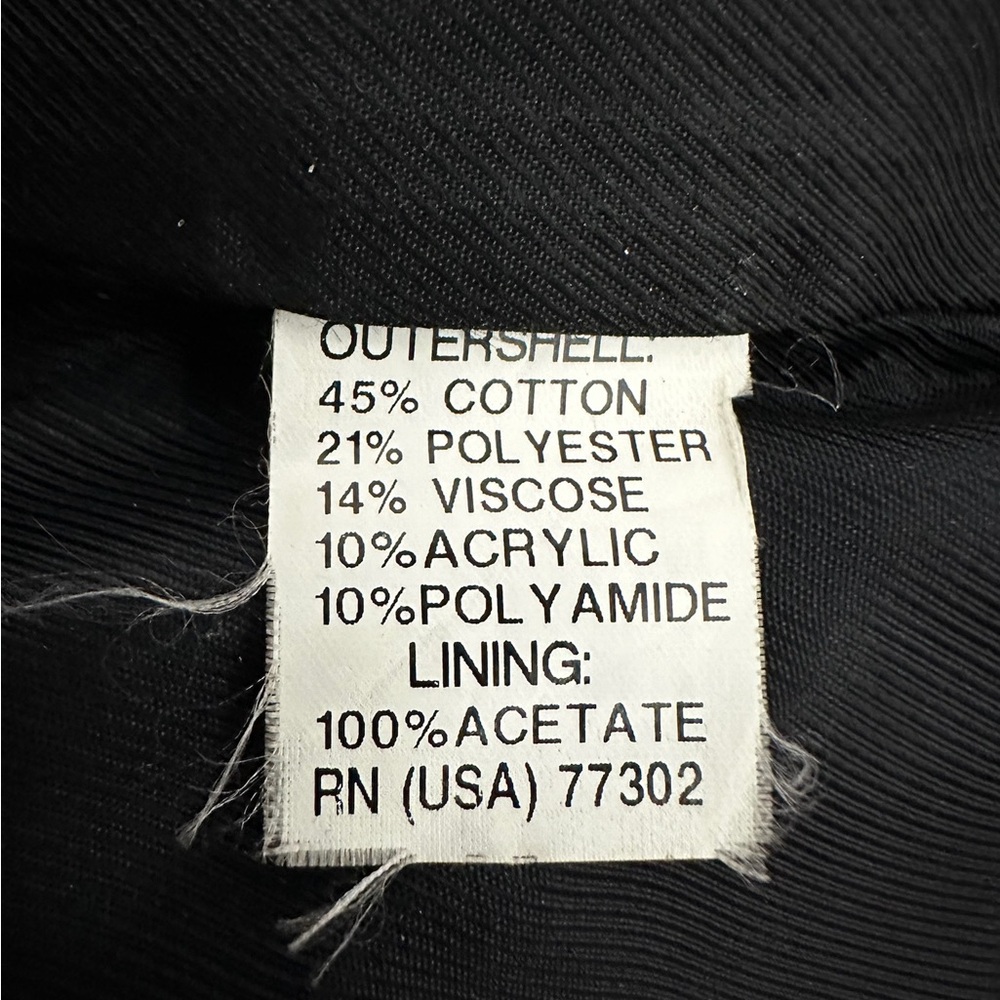 OUTERSHELL:
45% COTTON
21% POLYESTER
14% VISCOSE
10% ACRYLIC
10% POLYAMIDE
LINING:
100% ACETATE
RN (USA) 77302